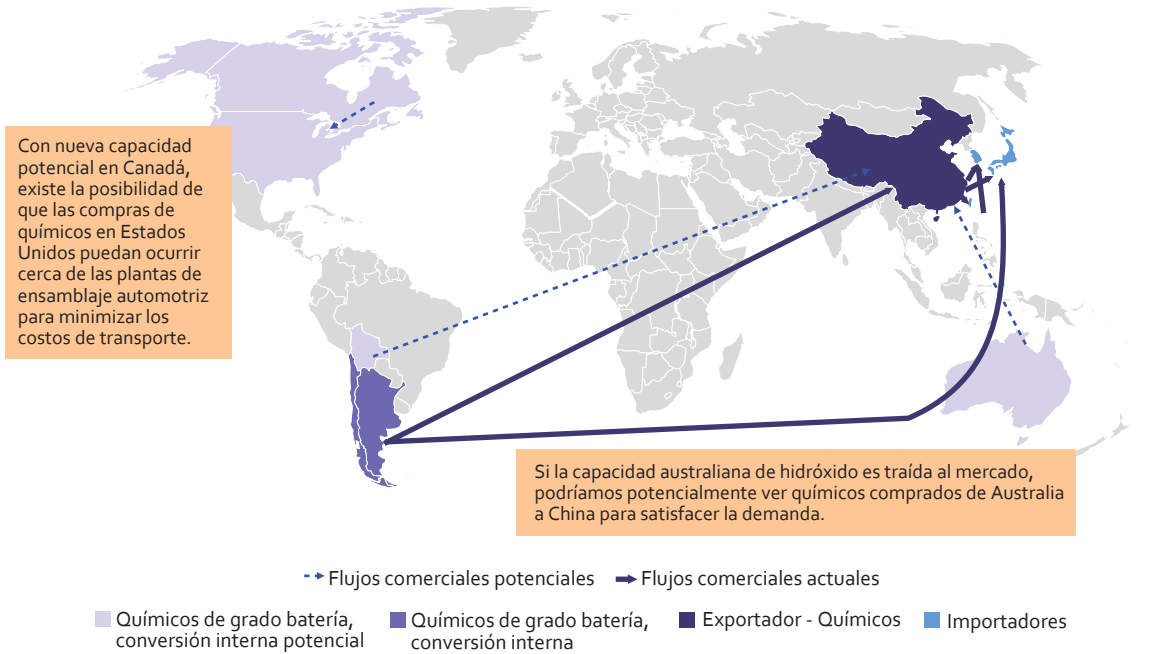 Con nueva capacidad
potencial en Canadá,
existe la posibilidad de
que las compras de
químicos en Estados
Unidos puedan ocurrir
cerca de las plantas de
ensamblaje automotriz
para minimizar los
costos de transporte.
Si la capacidad australiana de hidróxido es traída al mercado,
podríamos potencialmente ver químicos comprados de Australia
a China para satisfacer la demanda.
Flujos comerciales potenciales
Flujos comerciales actuales
Químicos de grado batería,
conversión interna potencial
Químicos de grado batería,
conversión interna
Exportador - Químicos
Importadores